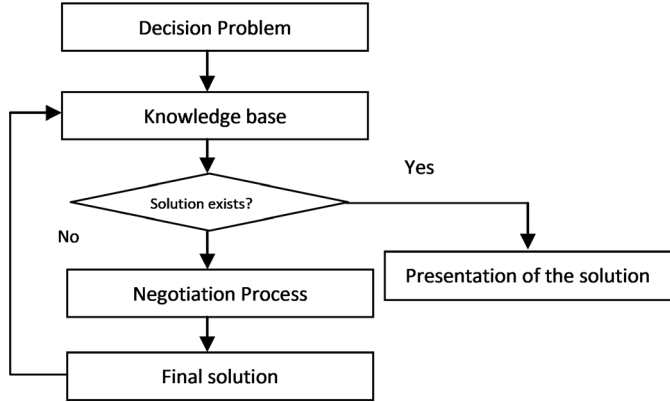 Decision Problem
Knowledge base
Yes
Solution exists?
No
Presentation of the solution
Negotiation Process
Final solution